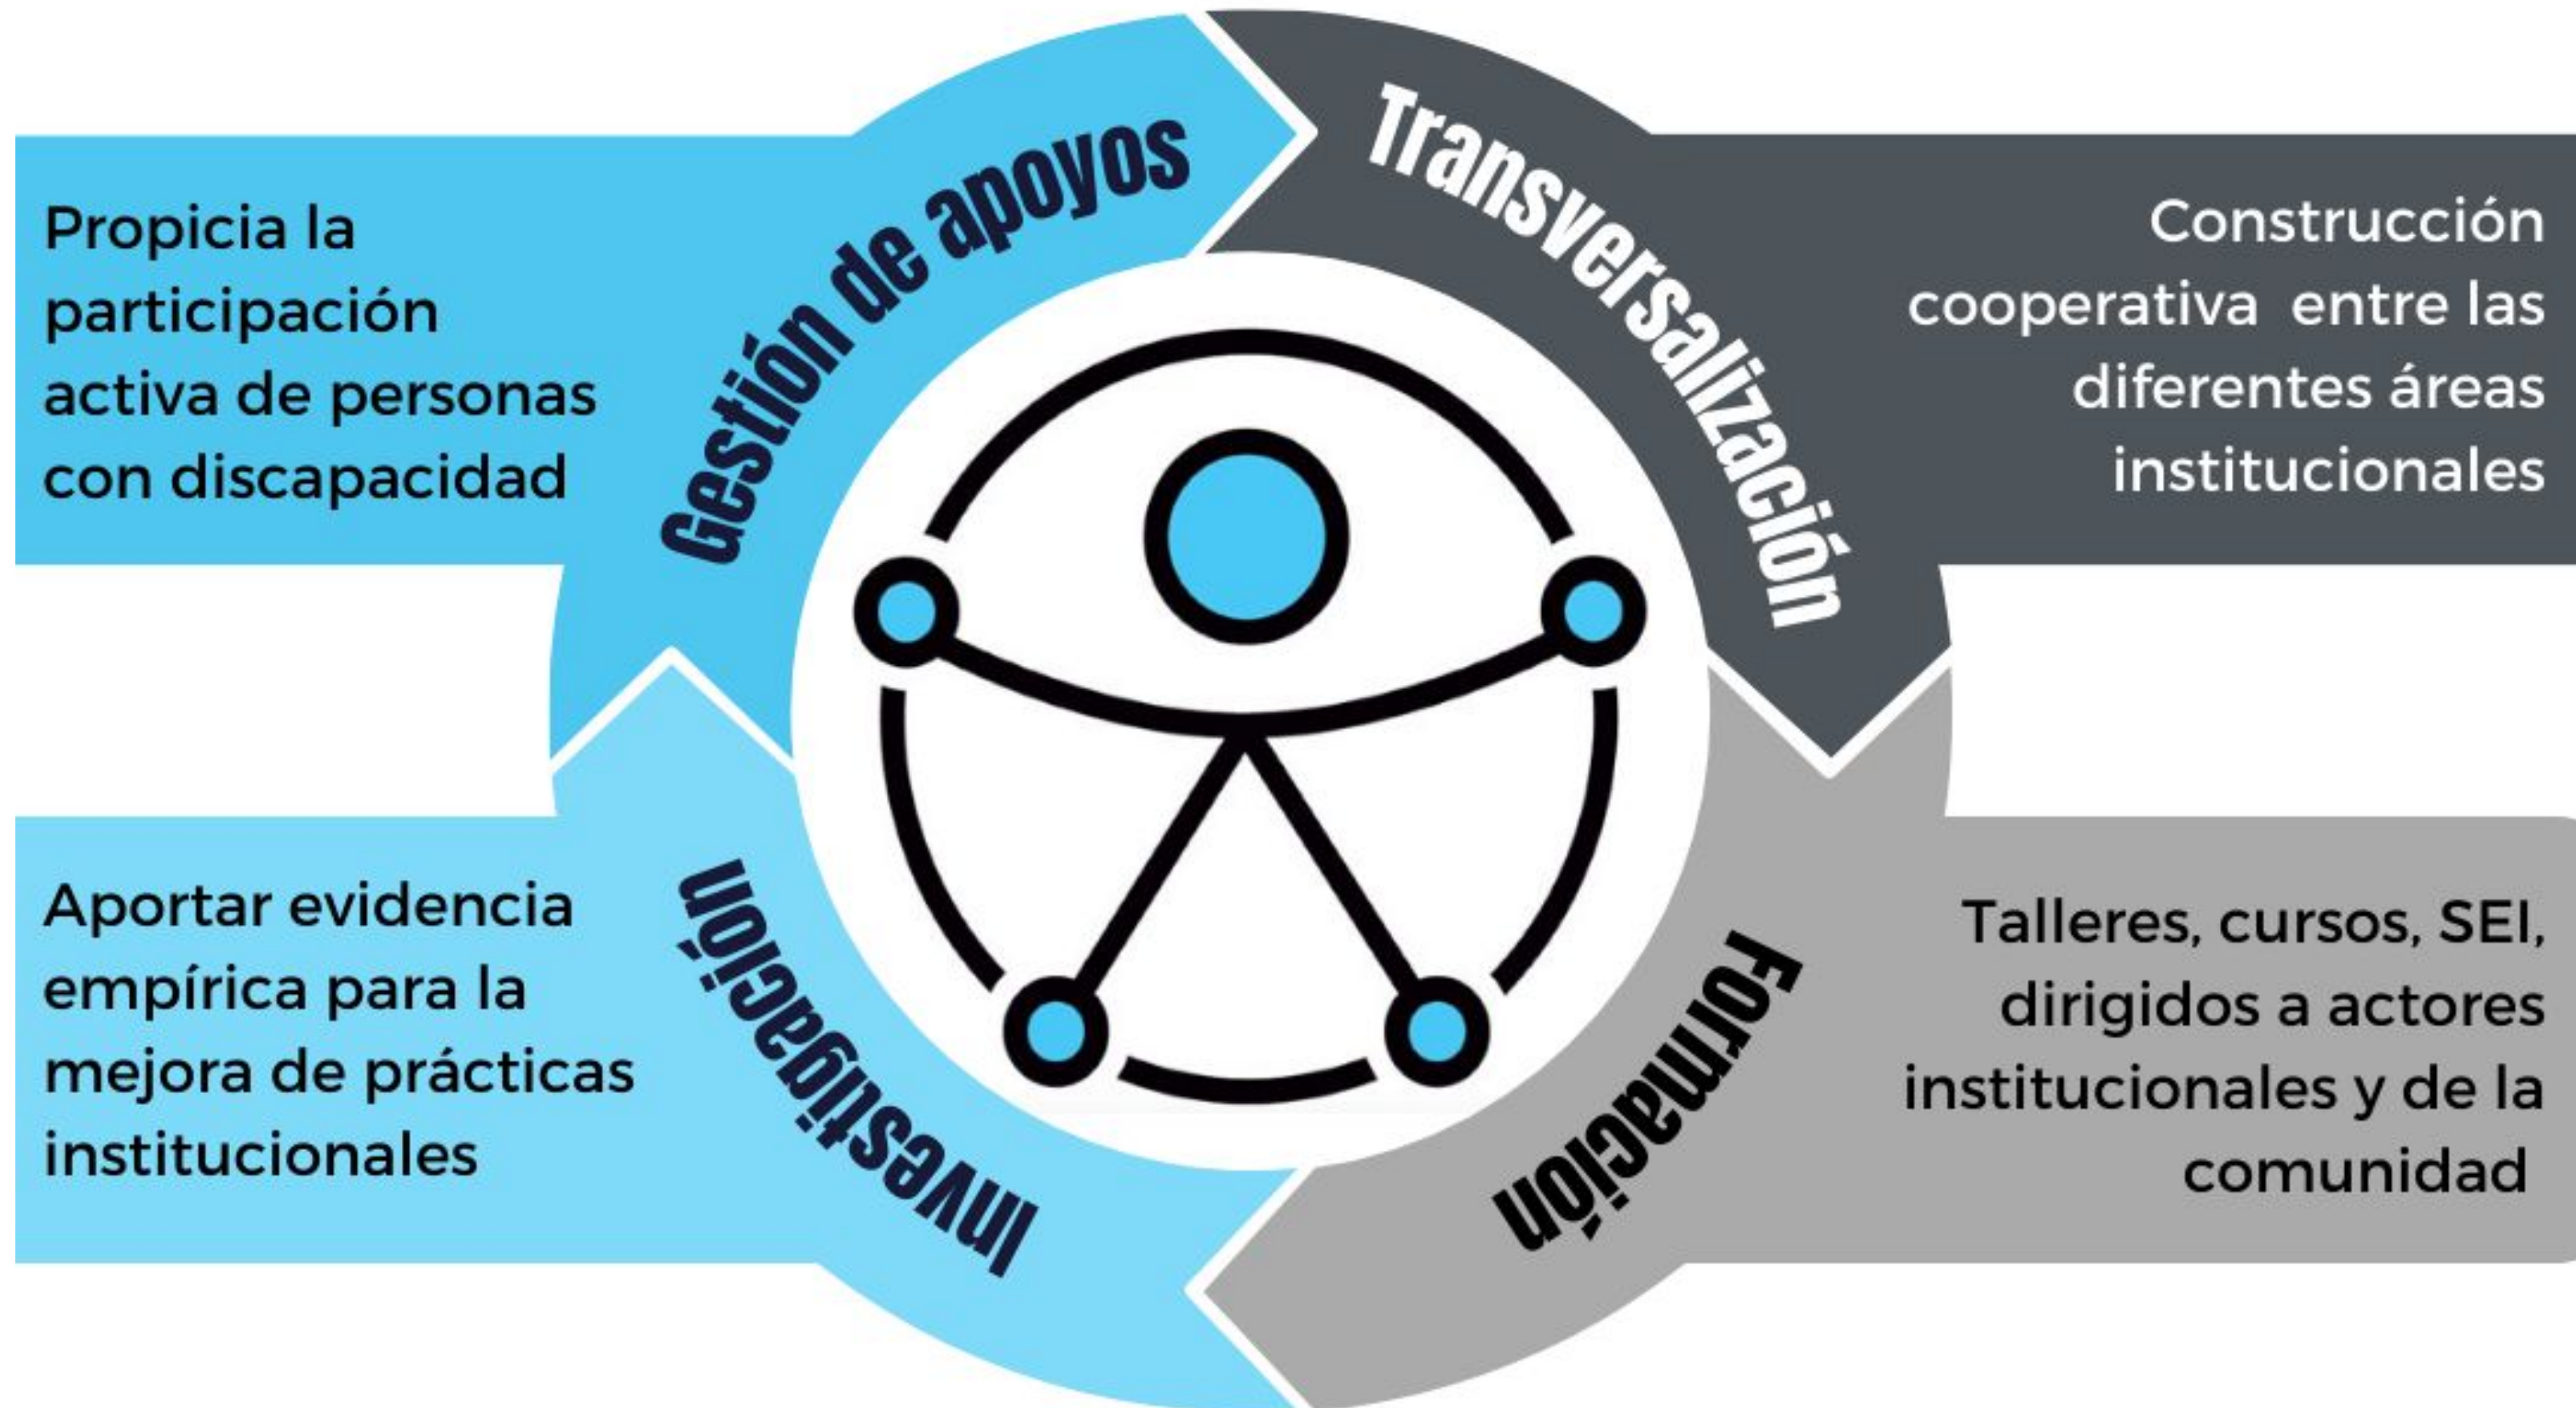 Gestión de apoyos
Propicia la
participación
activa de personas
con discapacidad
Transversalización
Construcción
cooperativa entre las
diferentes áreas
institucionales
Investigación
Aportar evidencia
empírica para la
mejora de prácticas
institucionales
Formación
Talleres, cursos, SEI,
dirigidos a actores
institucionales y de la
comunidad